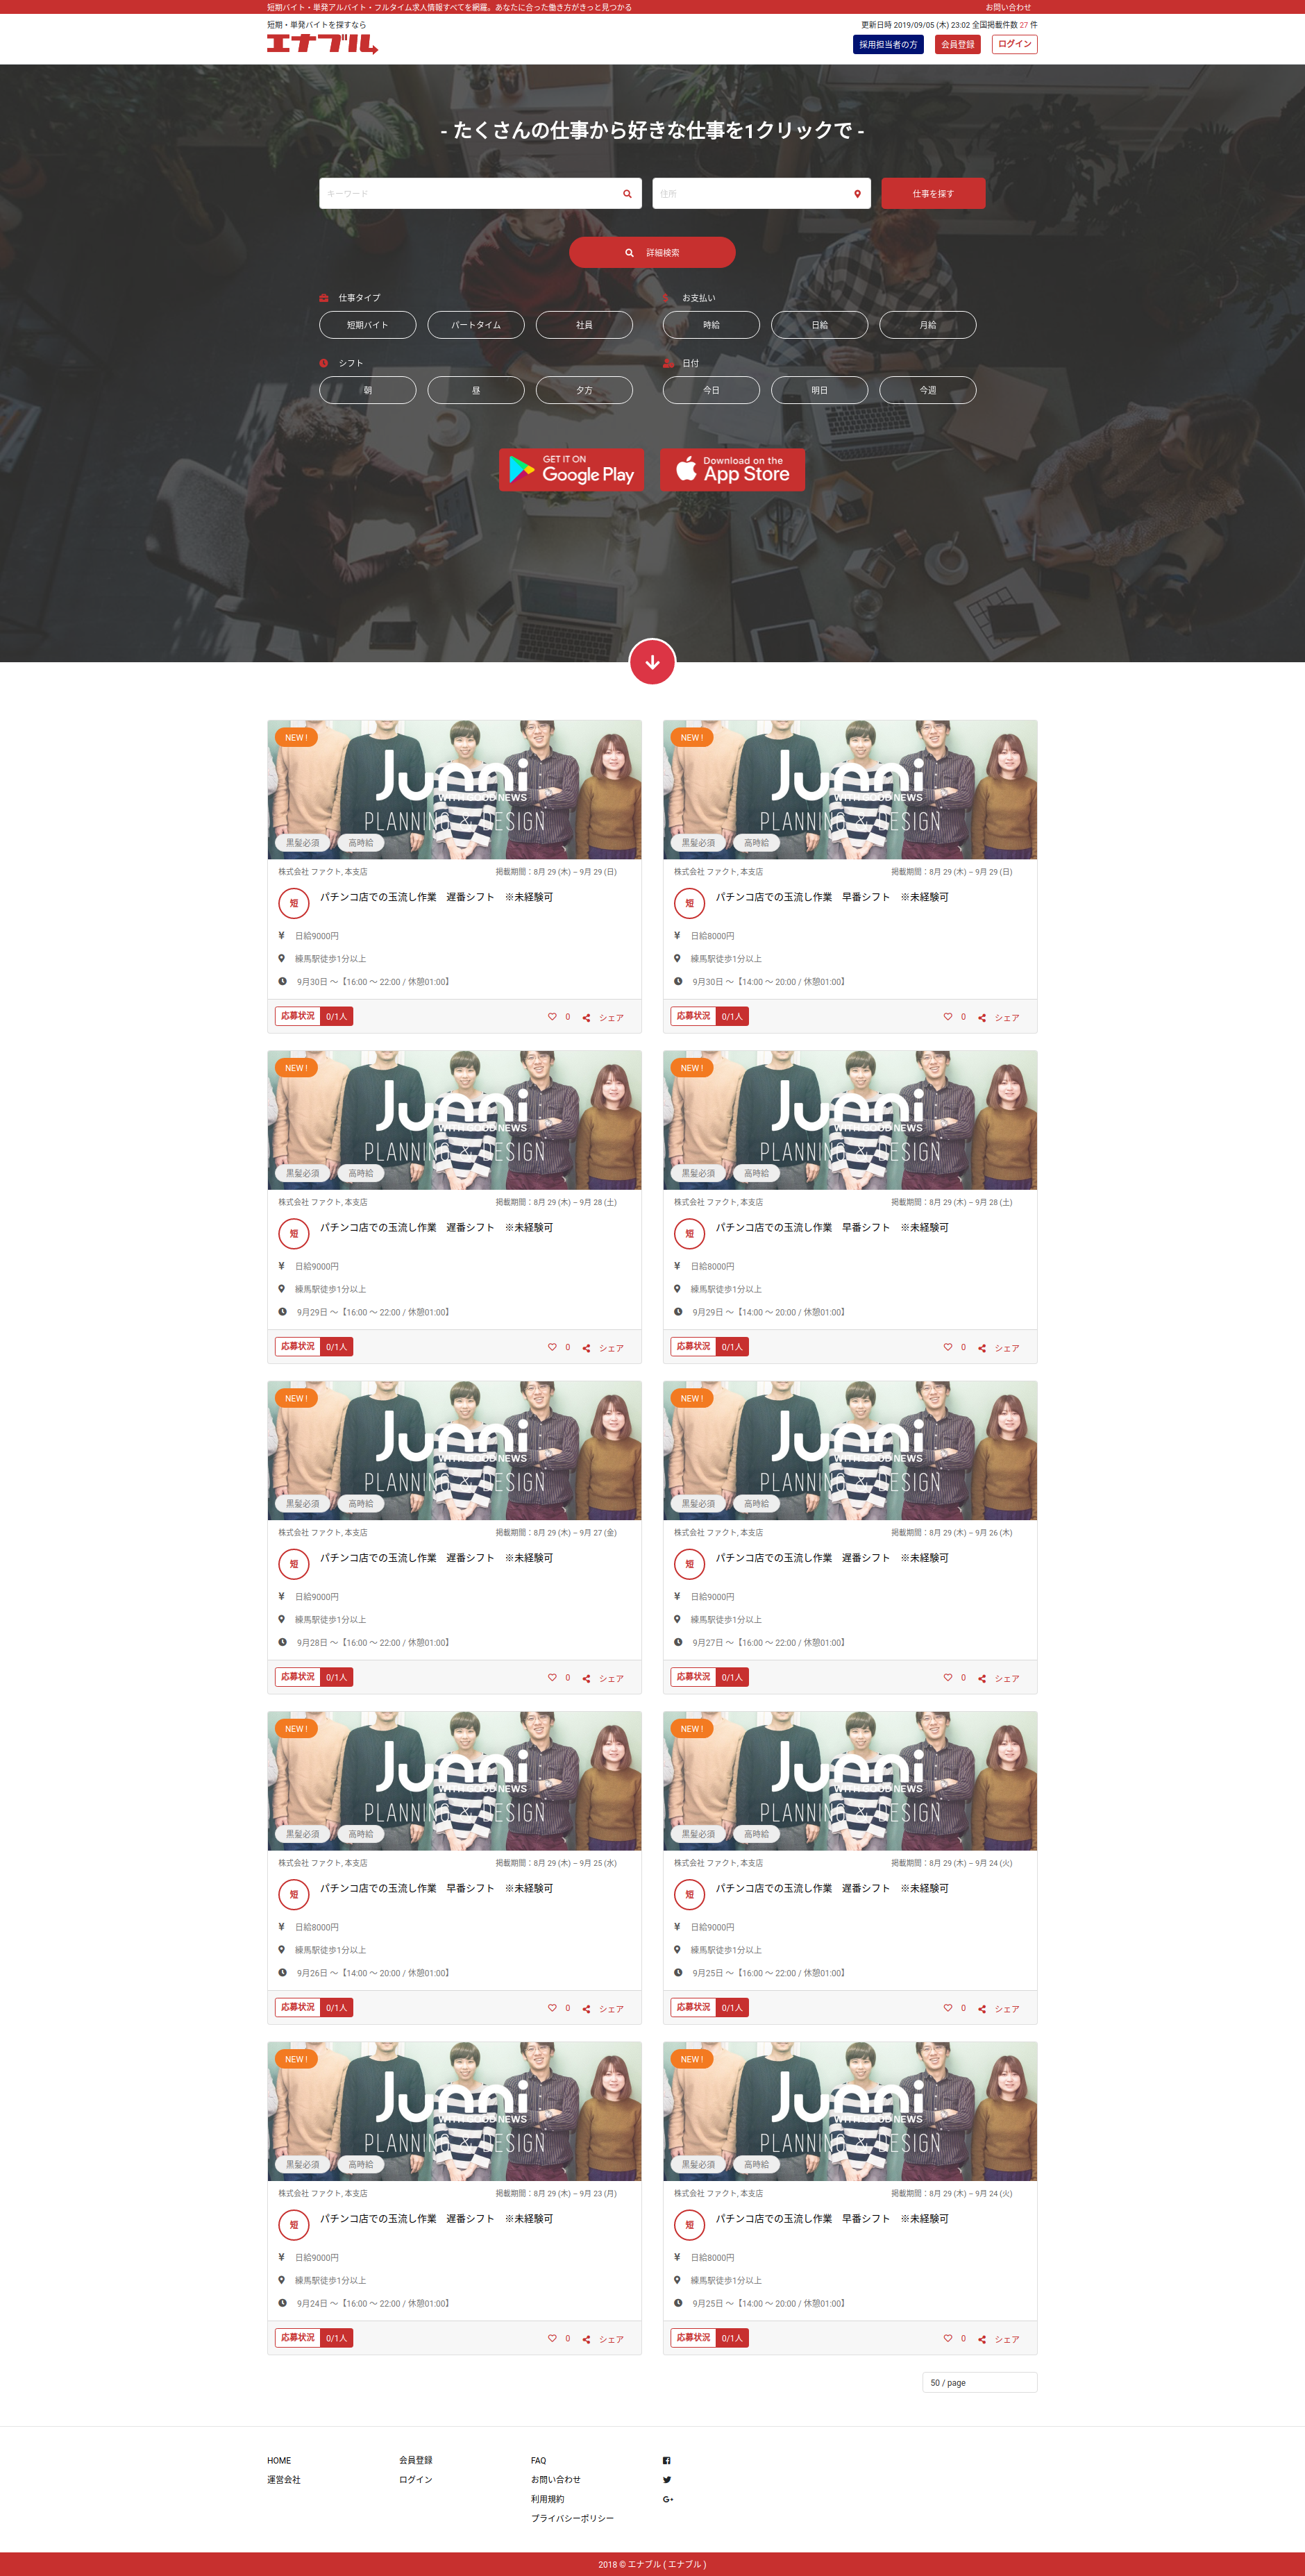 短期バイト・単発アルバイト・フルタイム求人情報すべてを網羅。あなたに合った働き方がきっと見つかる お問い合わせ
短期・単発バイトを探すなら 更新日時 2019/09/05 (木) 23:02 全国掲載件数 27 件
エナブル 採用担当者の方 会員登録 ログイン
- たくさんの仕事から好きな仕事を1クリックで -
キーワード 住所 仕事を探す
詳細検索
仕事タイプ お支払い
短期バイト パートタイム 社員 時給 日給 月給
シフト 日付
朝 昼 夕方 今日 明日 今週
GET IT ON Download on the
Google Play App Store
NEW ! NEW !
Junni Junni
WITH GOOD NEWS WITH GOOD NEWS
PLANNING & DESIGN PLANNING & DESIGN
黒髪必須 高時給 黒髪必須 高時給
株式会社 ファクト, 本支店 掲載期間：8月 29 (木) – 9月 29 (日) 株式会社 ファクト, 本支店 掲載期間：8月 29 (木) – 9月 29 (日)
短 パチンコ店での玉流し作業　遅番シフト　※未経験可 短 パチンコ店での玉流し作業　早番シフト　※未経験可
¥ 日給9000円 ¥ 日給8000円
練馬駅徒歩1分以上 練馬駅徒歩1分以上
9月30日 〜【16:00 〜 22:00 / 休憩01:00】 9月30日 〜【14:00 〜 20:00 / 休憩01:00】
応募状況 0/1人 0 シェア 応募状況 0/1人 0 シェア
NEW ! NEW !
Junni Junni
WITH GOOD NEWS WITH GOOD NEWS
PLANNING & DESIGN PLANNING & DESIGN
黒髪必須 高時給 黒髪必須 高時給
株式会社 ファクト, 本支店 掲載期間：8月 29 (木) – 9月 28 (土) 株式会社 ファクト, 本支店 掲載期間：8月 29 (木) – 9月 28 (土)
短 パチンコ店での玉流し作業　遅番シフト　※未経験可 短 パチンコ店での玉流し作業　早番シフト　※未経験可
¥ 日給9000円 ¥ 日給8000円
練馬駅徒歩1分以上 練馬駅徒歩1分以上
9月29日 〜【16:00 〜 22:00 / 休憩01:00】 9月29日 〜【14:00 〜 20:00 / 休憩01:00】
応募状況 0/1人 0 シェア 応募状況 0/1人 0 シェア
NEW ! NEW !
Junni Junni
WITH GOOD NEWS WITH GOOD NEWS
PLANNING & DESIGN PLANNING & DESIGN
黒髪必須 高時給 黒髪必須 高時給
株式会社 ファクト, 本支店 掲載期間：8月 29 (木) – 9月 27 (金) 株式会社 ファクト, 本支店 掲載期間：8月 29 (木) – 9月 26 (木)
短 パチンコ店での玉流し作業　遅番シフト　※未経験可 短 パチンコ店での玉流し作業　遅番シフト　※未経験可
¥ 日給9000円 ¥ 日給9000円
練馬駅徒歩1分以上 練馬駅徒歩1分以上
9月28日 〜【16:00 〜 22:00 / 休憩01:00】 9月27日 〜【16:00 〜 22:00 / 休憩01:00】
応募状況 0/1人 0 シェア 応募状況 0/1人 0 シェア
NEW ! NEW !
Junni Junni
WITH GOOD NEWS WITH GOOD NEWS
PLANNING & DESIGN PLANNING & DESIGN
黒髪必須 高時給 黒髪必須 高時給
株式会社 ファクト, 本支店 掲載期間：8月 29 (木) – 9月 25 (水) 株式会社 ファクト, 本支店 掲載期間：8月 29 (木) – 9月 24 (火)
短 パチンコ店での玉流し作業　早番シフト　※未経験可 短 パチンコ店での玉流し作業　遅番シフト　※未経験可
¥ 日給8000円 ¥ 日給9000円
練馬駅徒歩1分以上 練馬駅徒歩1分以上
9月26日 〜【14:00 〜 20:00 / 休憩01:00】 9月25日 〜【16:00 〜 22:00 / 休憩01:00】
応募状況 0/1人 0 シェア 応募状況 0/1人 0 シェア
NEW ! NEW !
Junni Junni
WITH GOOD NEWS WITH GOOD NEWS
PLANNING & DESIGN PLANNING & DESIGN
黒髪必須 高時給 黒髪必須 高時給
株式会社 ファクト, 本支店 掲載期間：8月 29 (木) – 9月 23 (月) 株式会社 ファクト, 本支店 掲載期間：8月 29 (木) – 9月 24 (火)
短 パチンコ店での玉流し作業　遅番シフト　※未経験可 短 パチンコ店での玉流し作業　早番シフト　※未経験可
¥ 日給9000円 ¥ 日給8000円
練馬駅徒歩1分以上 練馬駅徒歩1分以上
9月24日 〜【16:00 〜 22:00 / 休憩01:00】 9月25日 〜【14:00 〜 20:00 / 休憩01:00】
応募状況 0/1人 0 シェア 応募状況 0/1人 0 シェア
50 / page
HOME 会員登録 FAQ
運営会社 ログイン お問い合わせ
利用規約
プライバシーポリシー
2018 © エナブル ( エナブル )